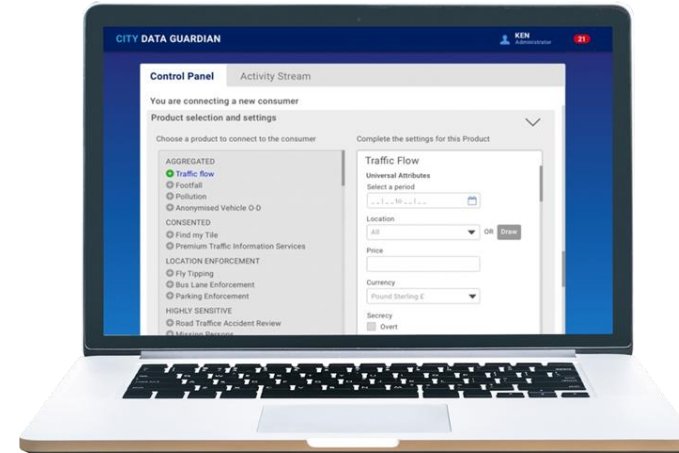 CITY DATA GUARDIAN
KEN
Administrator
21
Control Panel
Activity Stream
You are connecting a new consumer
Product selection and settings
Choose a product to connect to the consumer
Complete the settings for this Product
AGGREGATED
Traffic flow
Footfall
Pollution
Anonymised Vehicle O-D
CONSENTED
Find my Tile
Premium Traffic Information Services
LOCATION ENFORCEMENT
Fly Tipping
Bus Lane Enforcement
Parking Enforcement
HIGHLY SENSITIVE
Road Traffice Accident Review
Missing Persons
Traffic Flow
Universal Attributes
Select a period
_ _ | _ _ to _ _ | _ _
Location
All
OR
Draw
Price
Currency
Pound Sterling £
Secrecy
Overt